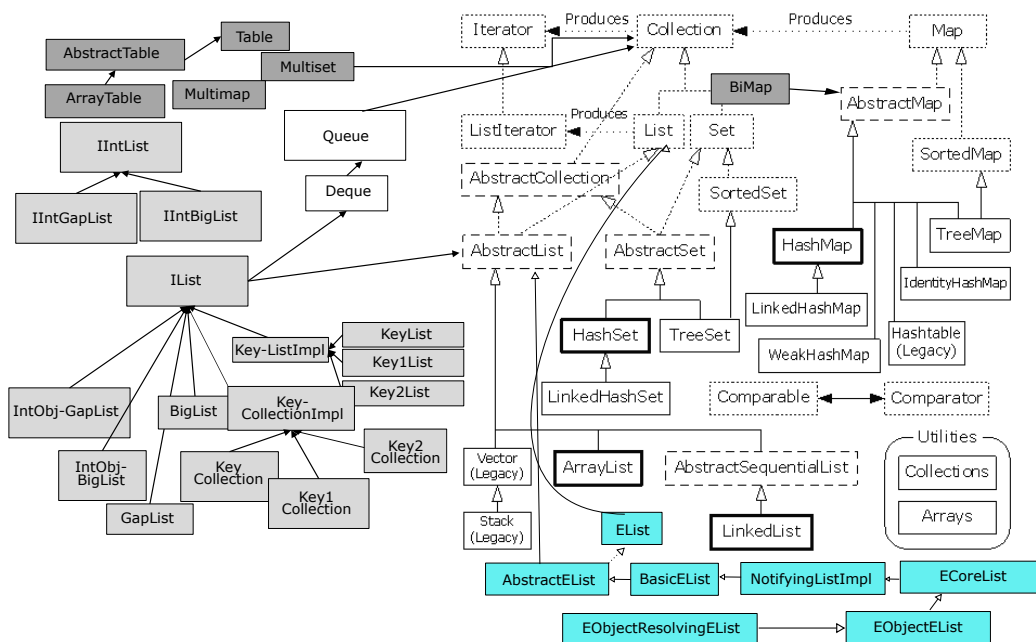 Iterator
Produces
Collection
Produces
Map
Table
AbstractTable
Multiset
ArrayTable
Multimap
BiMap
AbstractMap
Queue
ListIterator
Produces
List
Set
IIntList
SortedMap
AbstractCollection
SortedSet
Deque
IIntGapList
IIntBigList
AbstractList
AbstractSet
HashMap
TreeMap
IList
IdentityHashMap
LinkedHashMap
KeyList
HashSet
TreeSet
Hashtable
(Legacy)
Key-ListImpl
WeakHashMap
Key1List
Key2List
IntObj-GapList
BigList
Key-
CollectionImpl
LinkedHashSet
Comparable
Comparator
Utilities
Key2
Collection
Key
Collection
IntObj-
BigList
Vector
(Legacy)
ArrayList
AbstractSequentialList
Collections
Key1
Collection
GapList
Arrays
Stack
(Legacy)
EList
LinkedList
AbstractEList
BasicEList
NotifyingListImpl
ECoreList
EObjectResolvingEList
EObjectEList